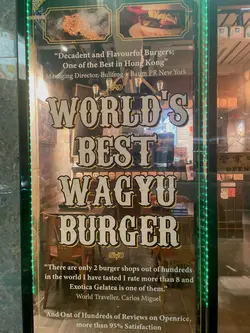 "Decadent and Flavourful Burgers;
One of the Best in Hong Kong"
Managing Director, Bullfrog + Baum PR New York
WORLD'S
BEST
WAGYU
BURGER
"There are only 2 burger shops out of hundreds
in the world I have tasted I rate more than 8 and
Exotica Gelatea is one of them."
World Traveller, Carlos Miguel
And Out of Hundreds of Reviews on Openrice,
more than 95% Satisfaction